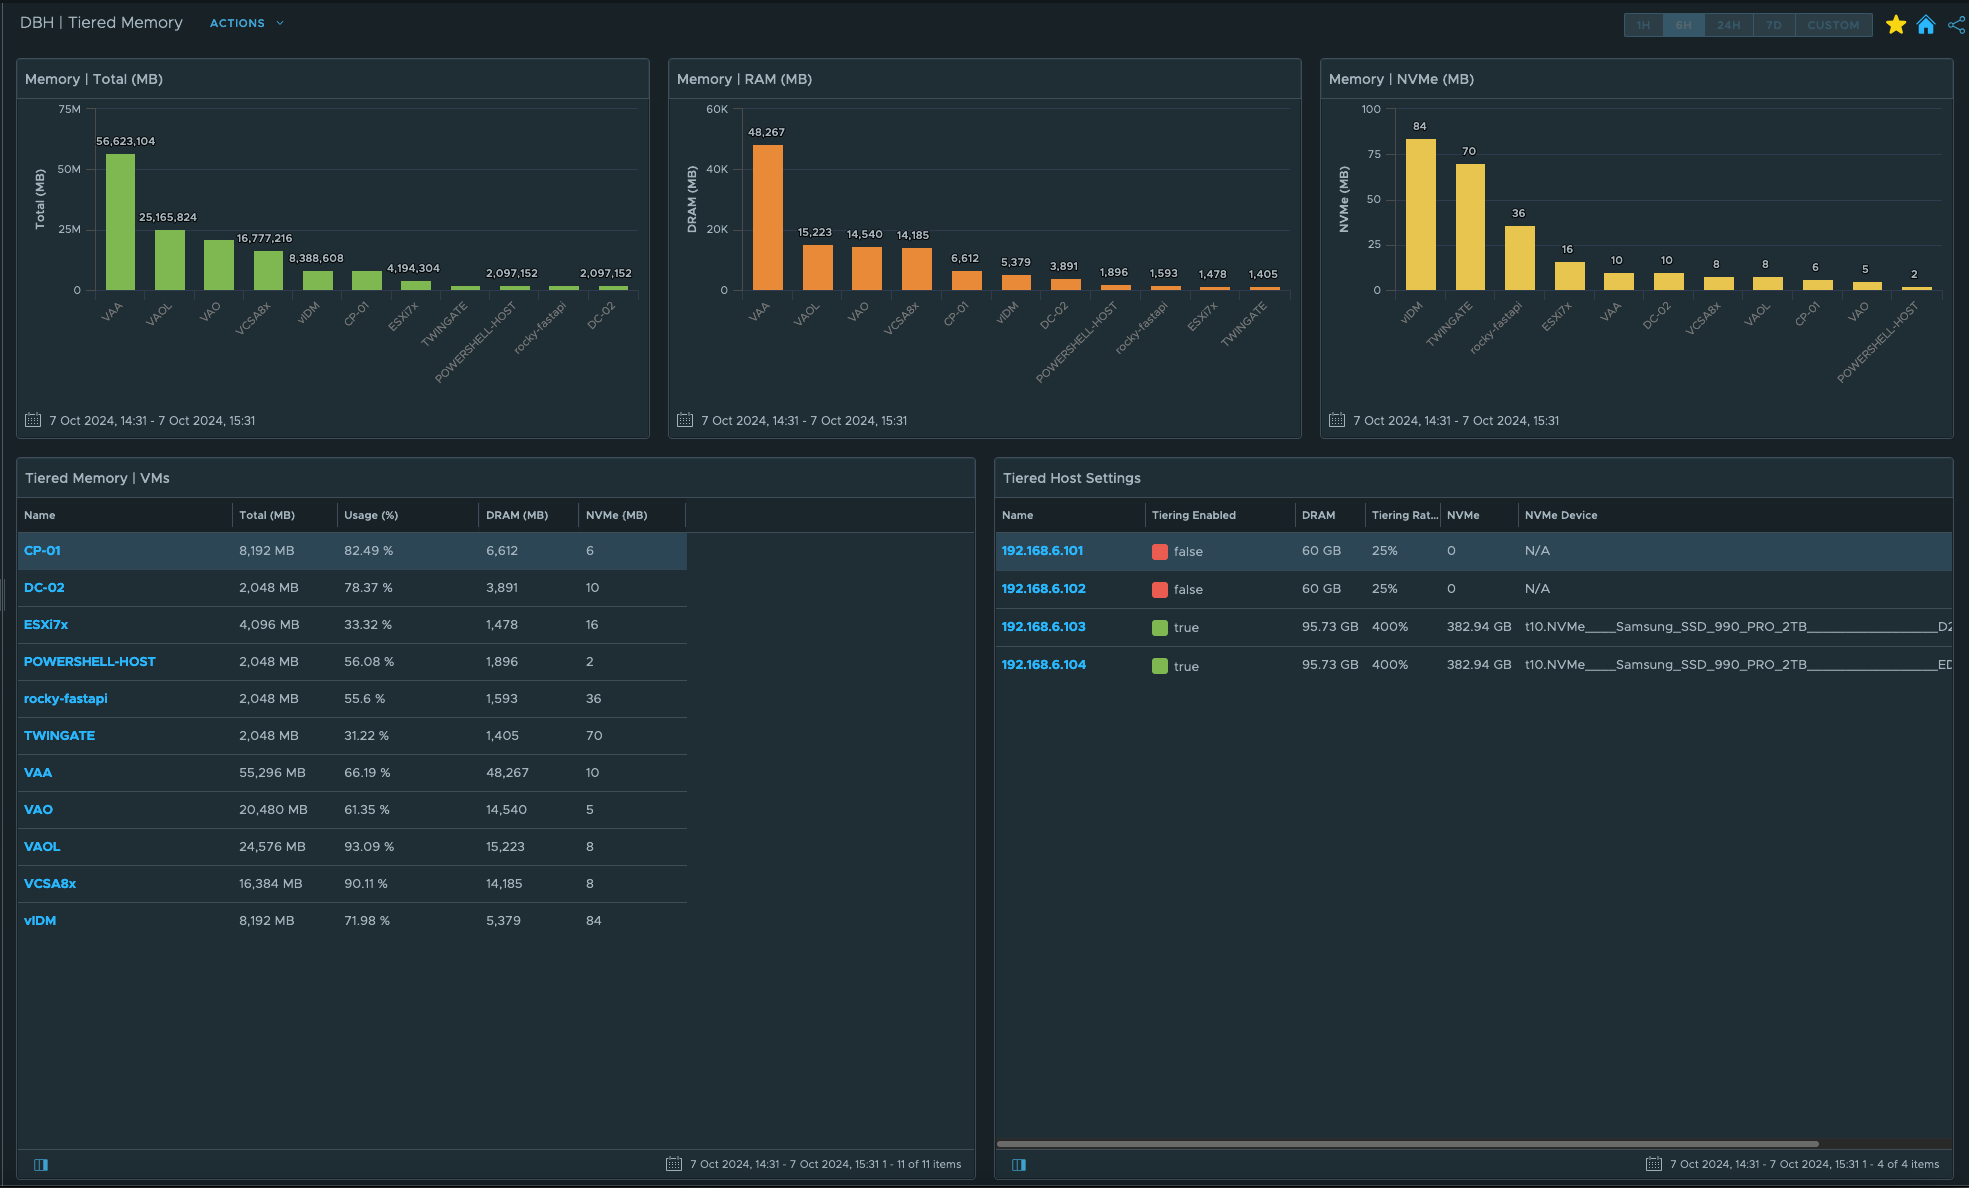 DBH | Tiered Memory ACTIONS 1H 6H 24H 7D CUSTOM
Memory | Total (MB)
75M
50M
25M
0
Total (MB)
56,623,104
25,165,824
16,777,216
8,388,608
4,194,304
2,097,152
2,097,152
VAA
VAOL
VAO
VCSA8x
vIDM
CP-01
ESXi7x
TWINGATE
POWERSHELL-HOST
rocky-fastapi
DC-02
7 Oct 2024, 14:31 - 7 Oct 2024, 15:31
Memory | RAM (MB)
60K
40K
20K
0
DRAM (MB)
48,267
15,223
14,540
14,185
6,612
5,379
3,891
1,896
1,593
1,478
1,405
VAA
VAOL
VAO
VCSA8x
CP-01
vIDM
DC-02
POWERSHELL-HOST
rocky-fastapi
ESXi7x
TWINGATE
7 Oct 2024, 14:31 - 7 Oct 2024, 15:31
Memory | NVMe (MB)
100
75
50
25
0
NVMe (MB)
84
70
36
16
10
10
8
8
6
5
2
vIDM
TWINGATE
rocky-fastapi
ESXi7x
VAA
DC-02
VCSA8x
VAOL
CP-01
VAO
POWERSHELL-HOST
7 Oct 2024, 14:31 - 7 Oct 2024, 15:31
Tiered Memory | VMs
Name Total (MB) Usage (%) DRAM (MB) NVMe (MB)
CP-01 8,192 MB 82.49 % 6,612 6
DC-02 2,048 MB 78.37 % 3,891 10
ESXi7x 4,096 MB 33.32 % 1,478 16
POWERSHELL-HOST 2,048 MB 56.08 % 1,896 2
rocky-fastapi 2,048 MB 55.6 % 1,593 36
TWINGATE 2,048 MB 31.22 % 1,405 70
VAA 55,296 MB 66.19 % 48,267 10
VAO 20,480 MB 61.35 % 14,540 5
VAOL 24,576 MB 93.09 % 15,223 8
VCSA8x 16,384 MB 90.11 % 14,185 8
vIDM 8,192 MB 71.98 % 5,379 84
7 Oct 2024, 14:31 - 7 Oct 2024, 15:31 1 - 11 of 11 items
Tiered Host Settings
Name Tiering Enabled DRAM Tiering Rat... NVMe NVMe Device
192.168.6.101 false 60 GB 25% 0 N/A
192.168.6.102 false 60 GB 25% 0 N/A
192.168.6.103 true 95.73 GB 400% 382.94 GB t10.NVMe____Samsung_SSD_990_PRO_2TB_________________D2
192.168.6.104 true 95.73 GB 400% 382.94 GB t10.NVMe____Samsung_SSD_990_PRO_2TB_________________ED
7 Oct 2024, 14:31 - 7 Oct 2024, 15:31 1 - 4 of 4 items